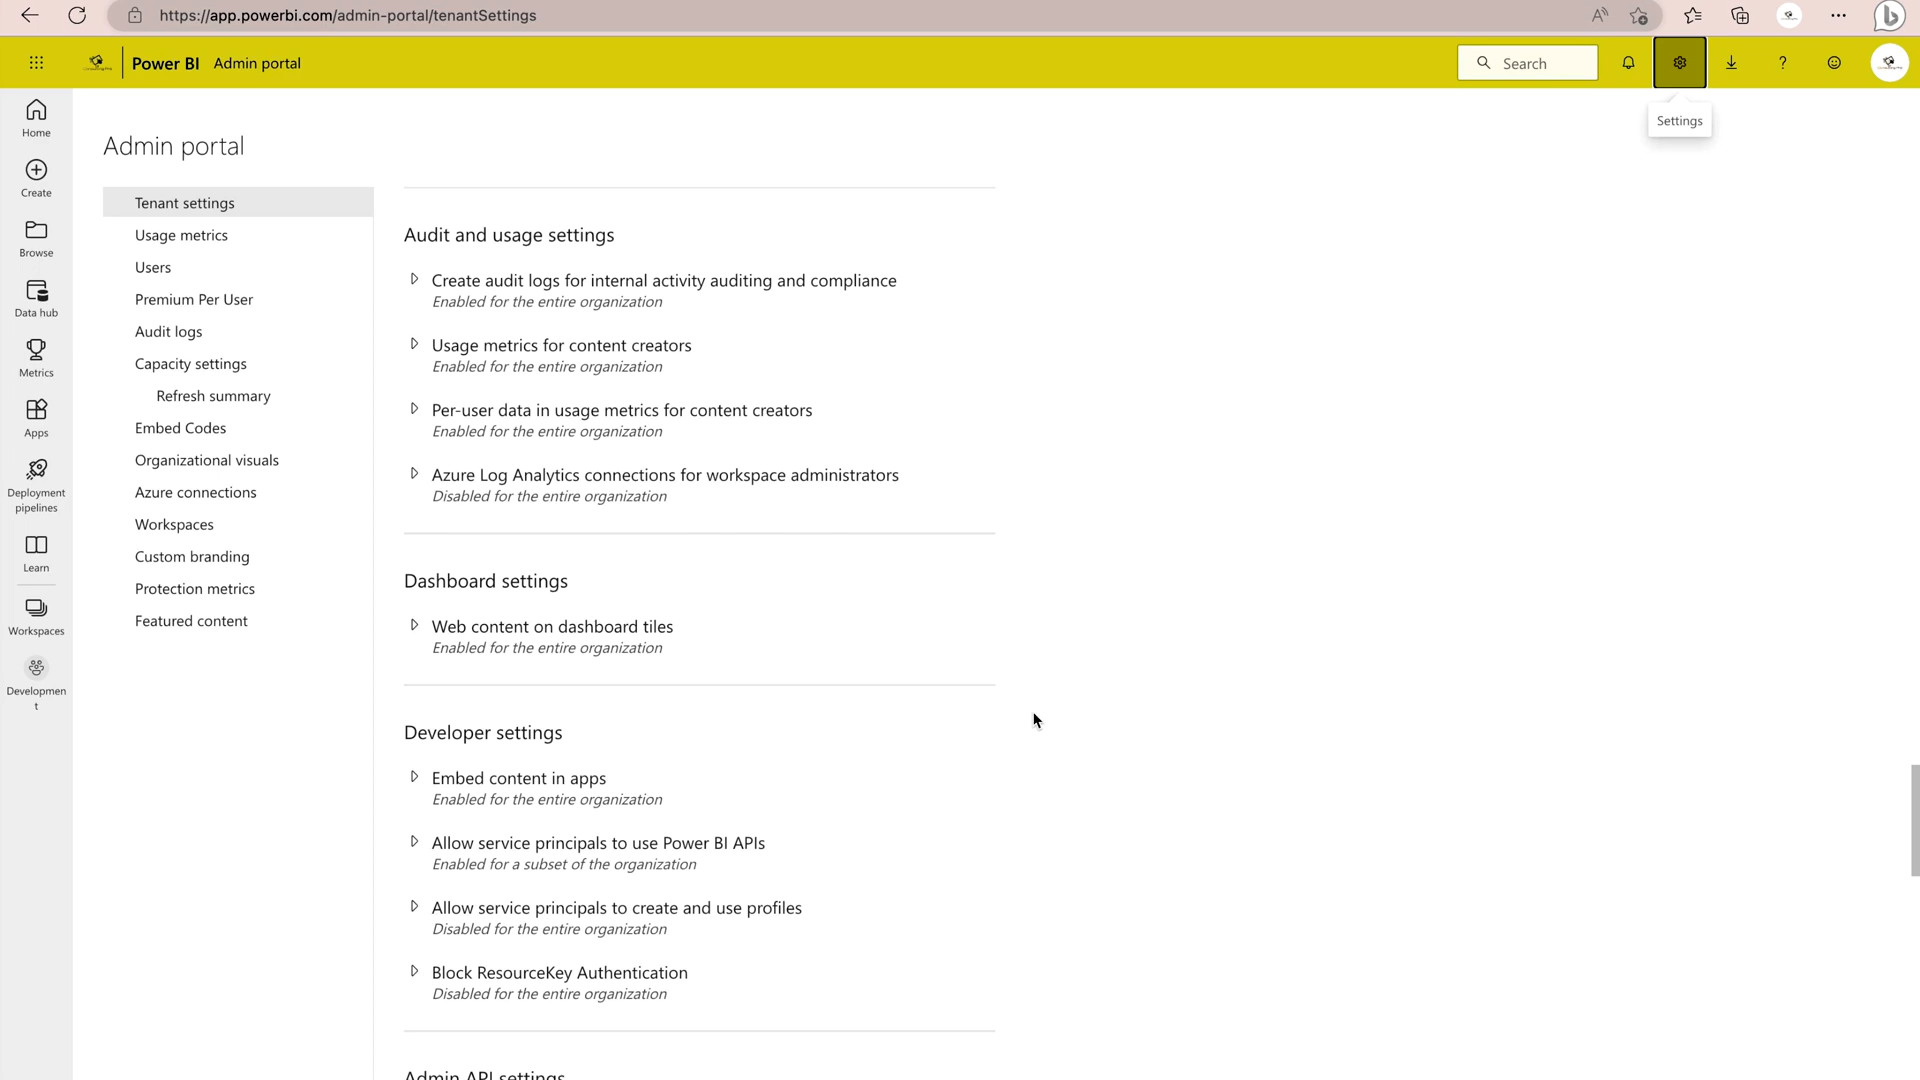 https://app.powerbi.com/admin-portal/tenantSettings
Power BI Admin portal
Search
Settings
Home
Create
Browse
Data hub
Metrics
Apps
Deployment
pipelines
Learn
Workspaces
Developmen
t
Admin portal
Tenant settings
Usage metrics
Users
Premium Per User
Audit logs
Capacity settings
Refresh summary
Embed Codes
Organizational visuals
Azure connections
Workspaces
Custom branding
Protection metrics
Featured content
Audit and usage settings
Create audit logs for internal activity auditing and compliance
Enabled for the entire organization
Usage metrics for content creators
Enabled for the entire organization
Per-user data in usage metrics for content creators
Enabled for the entire organization
Azure Log Analytics connections for workspace administrators
Disabled for the entire organization
Dashboard settings
Web content on dashboard tiles
Enabled for the entire organization
Developer settings
Embed content in apps
Enabled for the entire organization
Allow service principals to use Power BI APIs
Enabled for a subset of the organization
Allow service principals to create and use profiles
Disabled for the entire organization
Block ResourceKey Authentication
Disabled for the entire organization
Admin API settings